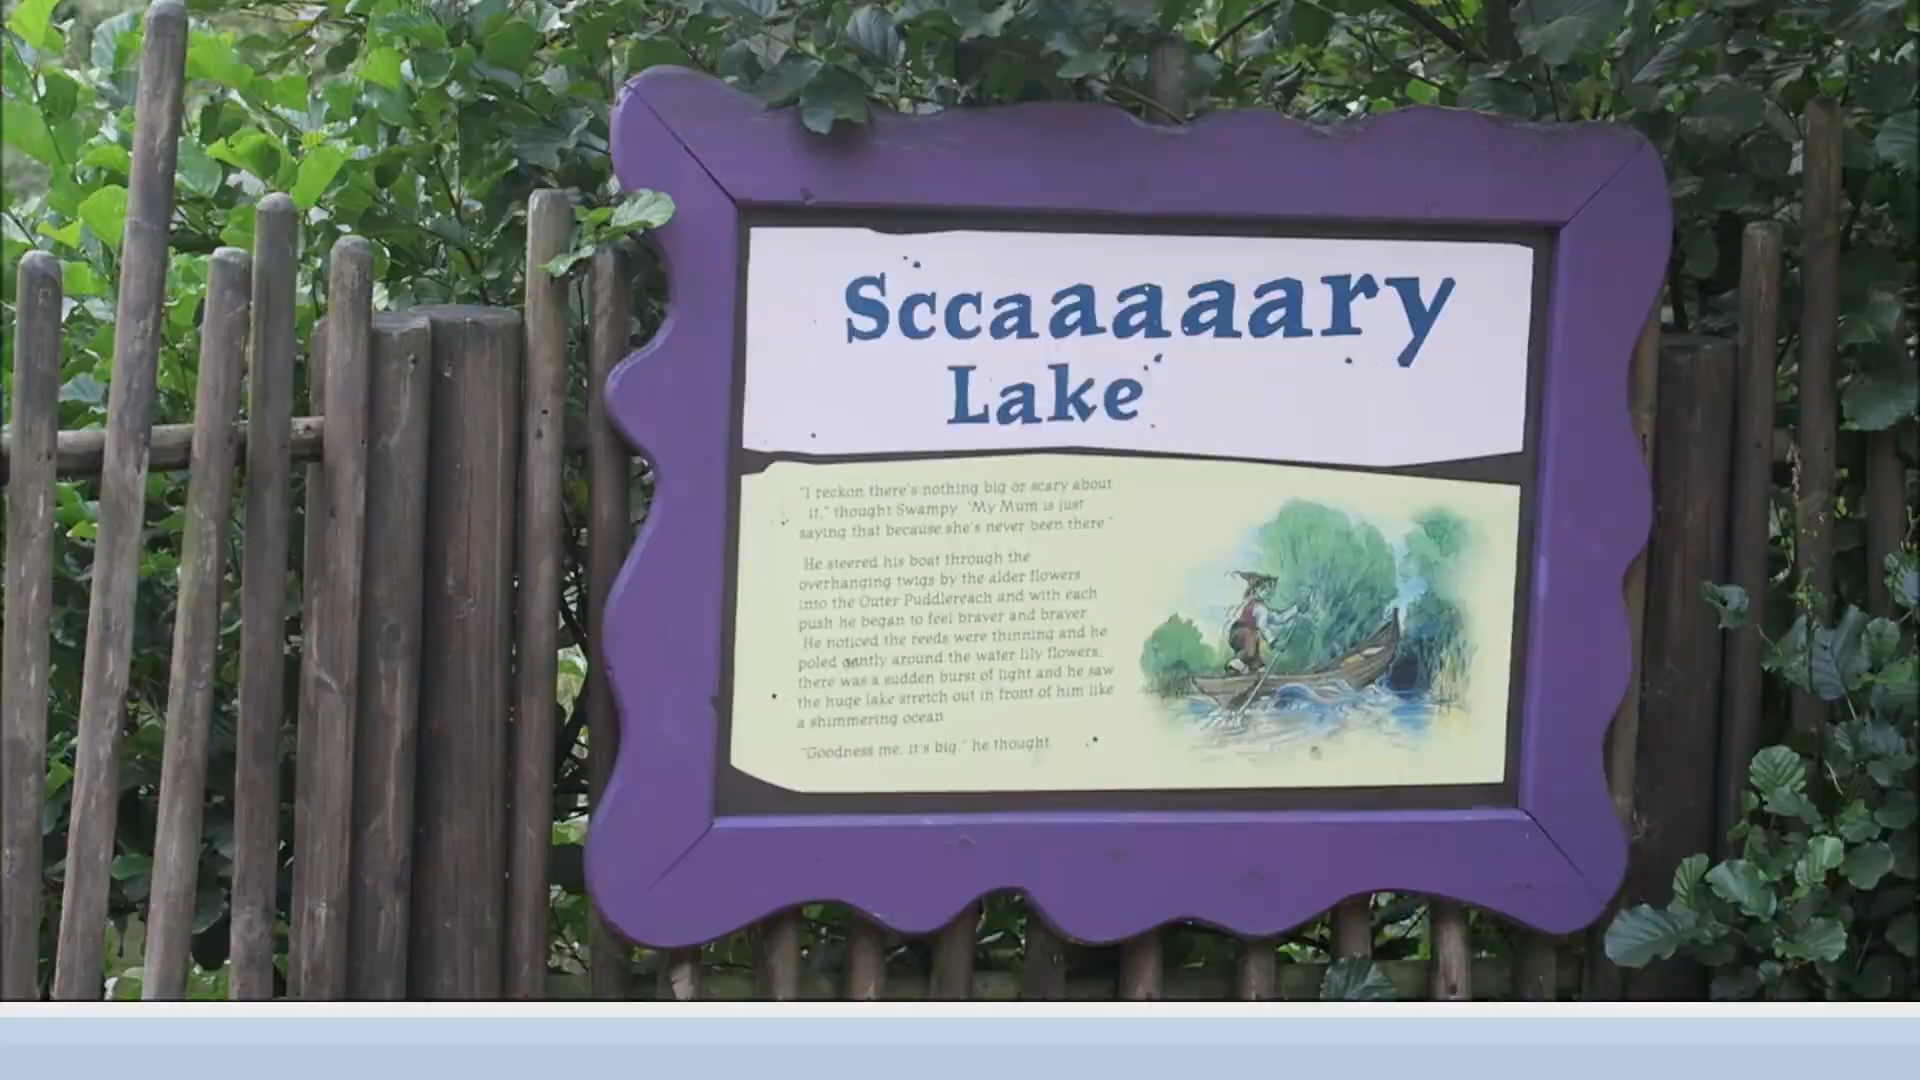 Sccaaaaary
Lake
"I reckon there's nothing big or scary about
it," thought Swampy. "My Mum is just
saying that because she's never been there."
He steered his boat through the
overhanging twigs by the alder flowers
into the Outer Puddlereach and with each
push he began to feel braver and braver.
He noticed the reeds were thinning and he
poled gently around the water lily flowers,
there was a sudden burst of light and he saw
the huge lake stretch out in front of him like
a shimmering ocean.
"Goodness me, it's big," he thought.